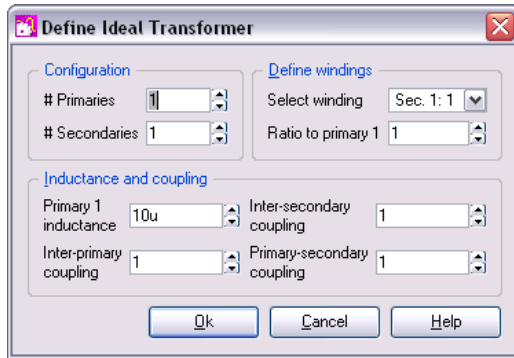 Define Ideal Transformer
Configuration
# Primaries 1
# Secondaries 1
Define windings
Select winding Sec. 1: 1
Ratio to primary 1 1
Inductance and coupling
Primary 1
inductance 10u
Inter-secondary
coupling 1
Inter-primary
coupling 1
Primary-secondary
coupling 1
Ok Cancel Help